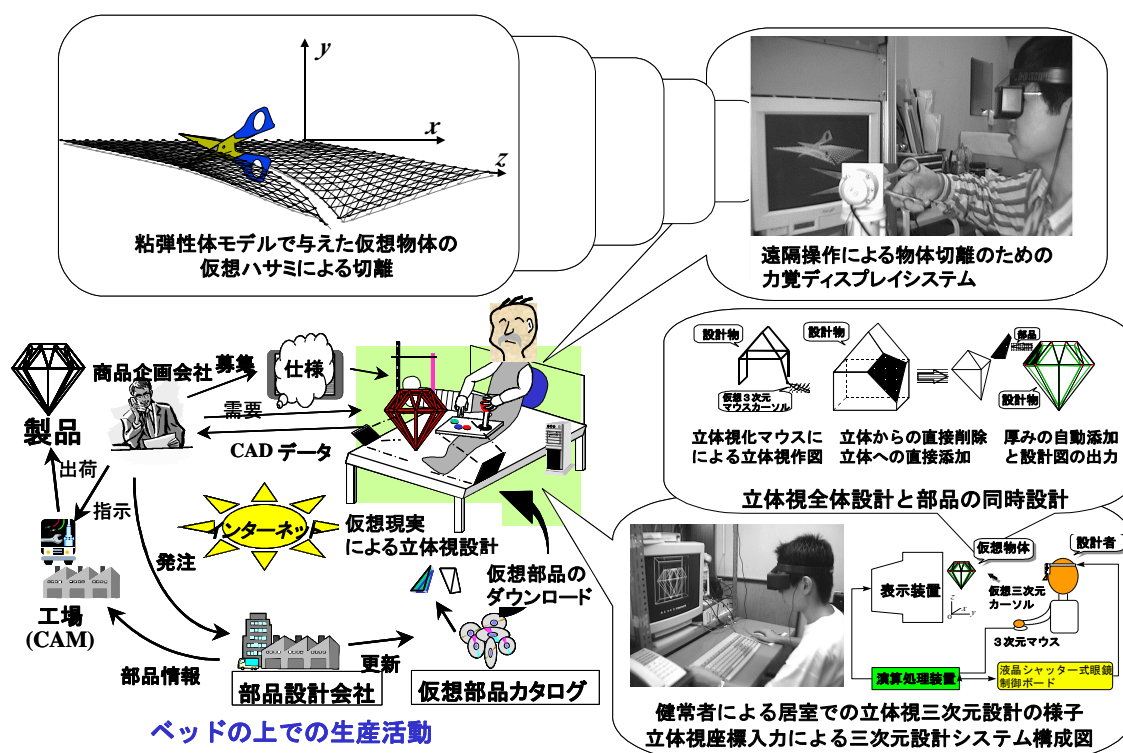 y
x
z
粘弾性体モデルで与えた仮想物体の
仮想ハサミによる切離
遠隔操作による物体切離のための
力覚ディスプレイシステム
製品
商品企画会社
募集
仕様
需要
CAD データ
出荷
指示
発注
インターネット
仮想現実
による立体視設計
仮想部品の
ダウンロード
工場
(CAM)
部品情報
部品設計会社
更新
仮想部品カタログ
ベッドの上での生産活動
設計物
仮想３次元
マウスカーソル
設計物
部品
設計物
立体視化マウスに
による立体視作図
立体からの直接削除
立体への直接添加
厚みの自動添加
と設計図の出力
立体視全体設計と部品の同時設計
仮想物体
設計者
表示装置
仮想三次元
カーソル
z
x
y
o
３次元マウス
演算処理装置
液晶シャッター式眼鏡
制御ボード
健常者による居室での立体視三次元設計の様子
立体視座標入力による三次元設計システム構成図